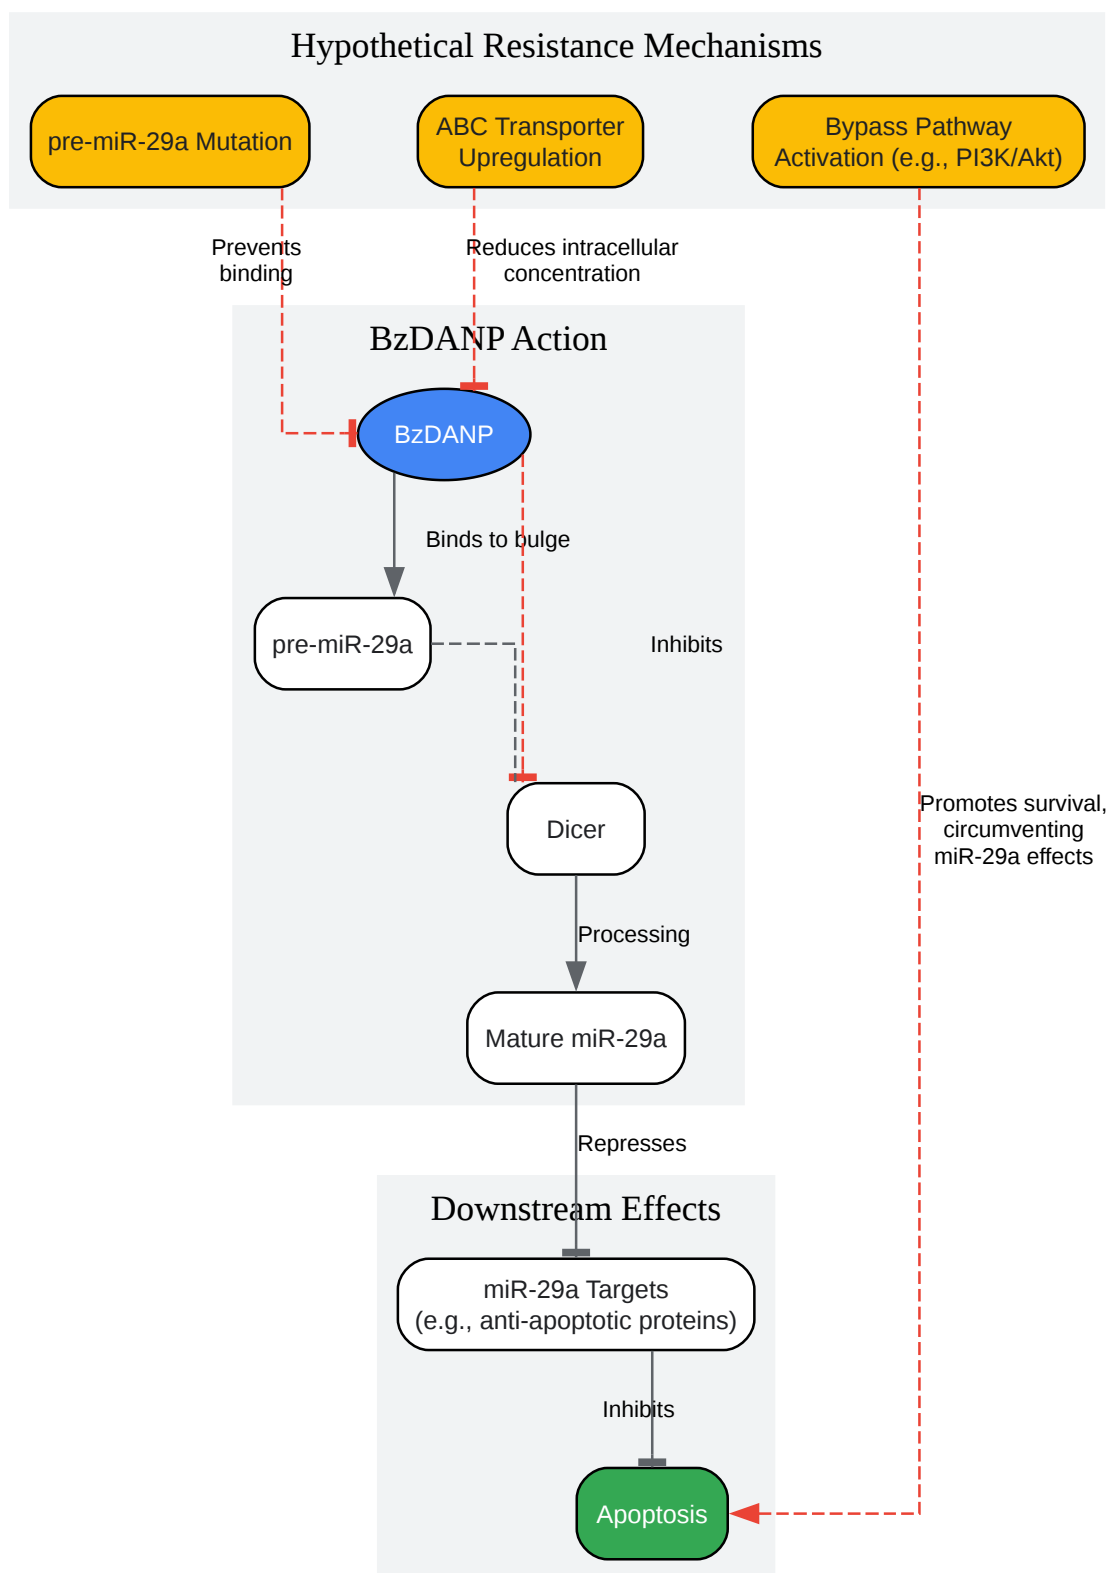 Hypothetical Resistance Mechanisms
pre-miR-29a Mutation
ABC Transporter
Upregulation
Bypass Pathway
Activation (e.g., PI3K/Akt)
Prevents
binding
Reduces intracellular
concentration
BzDANP Action
BzDANP
Binds to bulge
pre-miR-29a
Inhibits
Dicer
Promotes survival,
circumventing
miR-29a effects
Processing
Mature miR-29a
Represses
Downstream Effects
miR-29a Targets
(e.g., anti-apoptotic proteins)
Inhibits
Apoptosis